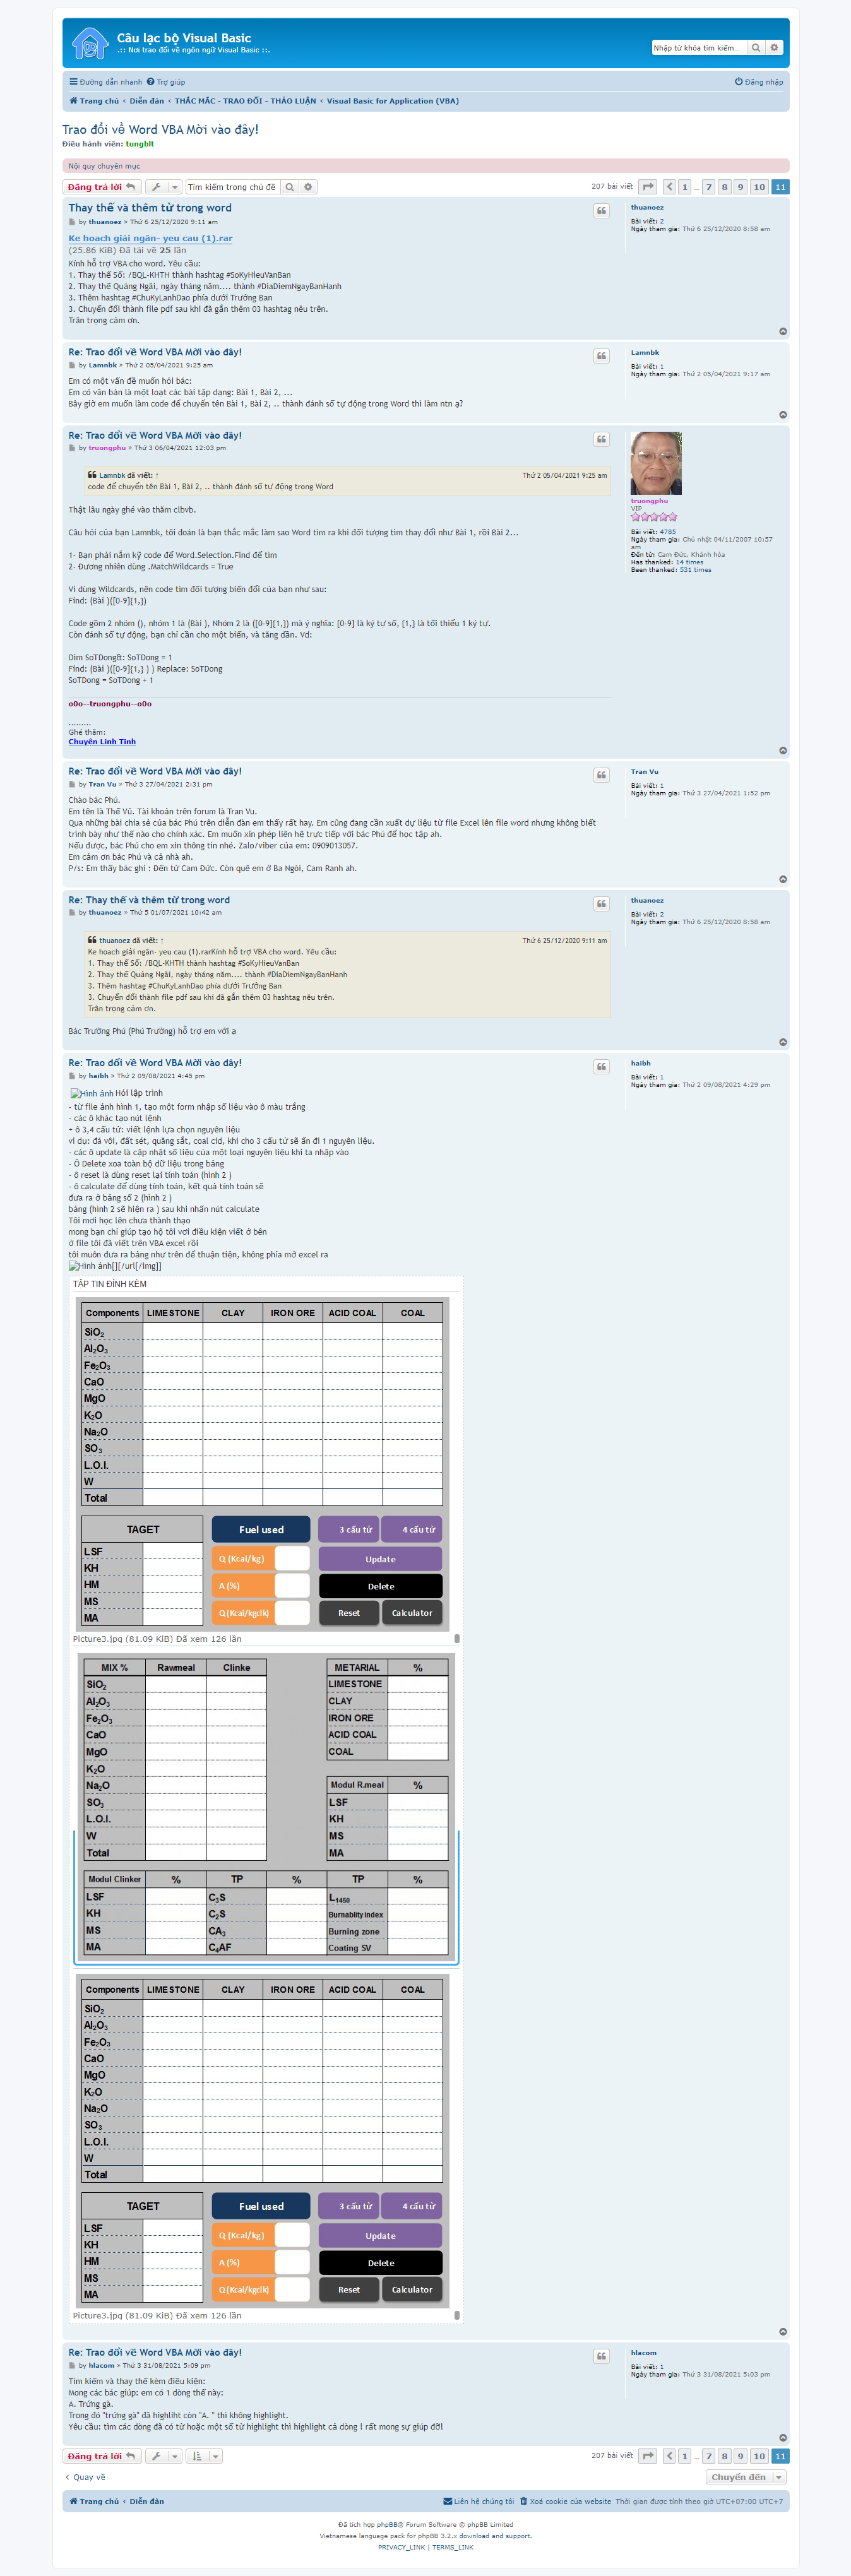 Câu lạc bộ Visual Basic
.:: Nơi trao đổi về ngôn ngữ Visual Basic ::.
Nhập từ khóa tìm kiếm...
Đường dẫn nhanh Trợ giúp
Đăng nhập
Trang chủ ‹ Diễn đàn ‹ THẮC MẮC - TRAO ĐỔI - THẢO LUẬN ‹ Visual Basic for Application (VBA)
Trao đổi về Word VBA Mời vào đây!
Điều hành viên: tungblt
Nội quy chuyên mục
Đăng trả lời
Tìm kiếm trong chủ đề
207 bài viết 1 … 7 8 9 10 11
Thay thế và thêm từ trong word
by thuanoez » Thứ 6 25/12/2020 9:11 am
thuanoez
Bài viết: 2
Ngày tham gia: Thứ 6 25/12/2020 8:58 am
Ke hoach giải ngân- yeu cau (1).rar
(25.86 KiB) Đã tải về 25 lần
Kính hỗ trợ VBA cho word. Yêu cầu:
1. Thay thế Số: /BQL-KHTH thành hashtag #SoKyHieuVanBan
2. Thay thế Quảng Ngãi, ngày tháng năm.... thành #DiaDiemNgayBanHanh
3. Thêm hashtag #ChuKyLanhDao phía dưới Trưởng Ban
3. Chuyển đổi thành file pdf sau khi đã gắn thêm 03 hashtag nêu trên.
Trân trọng cảm ơn.
Re: Trao đổi về Word VBA Mời vào đây!
by Lamnbk » Thứ 2 05/04/2021 9:25 am
Lamnbk
Bài viết: 1
Ngày tham gia: Thứ 2 05/04/2021 9:17 am
Em có một vấn đề muốn hỏi bác:
Em có văn bản là một loạt các bài tập dạng: Bài 1, Bài 2, ...
Bây giờ em muốn làm code để chuyển tên Bài 1, Bài 2, .. thành đánh số tự động trong Word thì làm ntn ạ?
Re: Trao đổi về Word VBA Mời vào đây!
by truongphu » Thứ 3 06/04/2021 12:03 pm
truongphu
VIP
Bài viết: 4785
Ngày tham gia: Chủ nhật 04/11/2007 10:57
am
Đến từ: Cam Đức, Khánh hòa
Has thanked: 14 times
Been thanked: 531 times
Lamnbk đã viết: ↑ Thứ 2 05/04/2021 9:25 am
code để chuyển tên Bài 1, Bài 2, .. thành đánh số tự động trong Word
Thật lâu ngày ghé vào thăm clbvb.
Câu hỏi của bạn Lamnbk, tôi đoán là bạn thắc mắc làm sao Word tìm ra khi đối tượng tìm thay đổi như Bài 1, rồi Bài 2...
1- Bạn phải nắm kỹ code để Word.Selection.Find để tìm
2- Đương nhiên dùng .MatchWildcards = True
Vì dùng Wildcards, nên code tìm đối tượng biến đổi của bạn như sau:
Find: (Bài )([0-9]{1,})
Code gồm 2 nhóm (), nhóm 1 là (Bài ), Nhóm 2 là ([0-9]{1,}) mà ý nghĩa: [0-9] là ký tự số, {1,} là tối thiểu 1 ký tự.
Còn đánh số tự động, bạn chỉ cần cho một biến, và tăng dần. Vd:
Dim SoTDong&: SoTDong = 1
Find: (Bài )([0-9]{1,} ) ) Replace: SoTDong
SoTDong = SoTDong + 1
o0o--truongphu--o0o
.........
Ghé thăm:
Chuyện Linh Tinh
Re: Trao đổi về Word VBA Mời vào đây!
by Tran Vu » Thứ 3 27/04/2021 2:31 pm
Tran Vu
Bài viết: 1
Ngày tham gia: Thứ 3 27/04/2021 1:52 pm
Chào bác Phú.
Em tên là Thế Vũ. Tài khoản trên forum là Tran Vu.
Qua những bài chia sẻ của bác Phú trên diễn đàn em thấy rất hay. Em cũng đang cần xuất dự liệu từ file Excel lên file word nhưng không biết
trình bày như thế nào cho chính xác. Em muốn xin phép liên hệ trực tiếp với bác Phú để học tập ah.
Nếu được, bác Phú cho em xin thông tin nhé. Zalo/viber của em: 0909013057.
Em cảm ơn bác Phú và cả nhà ah.
P/s: Em thấy bác ghi : Đến từ Cam Đức. Còn quê em ở Ba Ngòi, Cam Ranh ah.
Re: Thay thế và thêm từ trong word
by thuanoez » Thứ 5 01/07/2021 10:42 am
thuanoez
Bài viết: 2
Ngày tham gia: Thứ 6 25/12/2020 8:58 am
thuanoez đã viết: ↑ Thứ 6 25/12/2020 9:11 am
Ke hoach giải ngân- yeu cau (1).rarKính hỗ trợ VBA cho word. Yêu cầu:
1. Thay thế Số: /BQL-KHTH thành hashtag #SoKyHieuVanBan
2. Thay thế Quảng Ngãi, ngày tháng năm.... thành #DiaDiemNgayBanHanh
3. Thêm hashtag #ChuKyLanhDao phía dưới Trưởng Ban
3. Chuyển đổi thành file pdf sau khi đã gắn thêm 03 hashtag nêu trên.
Trân trọng cảm ơn.
Bác Trường Phú (Phú Trường) hỗ trợ em với ạ
Re: Trao đổi về Word VBA Mời vào đây!
by haibh » Thứ 2 09/08/2021 4:45 pm
haibh
Bài viết: 1
Ngày tham gia: Thứ 2 09/08/2021 4:29 pm
Hình ảnh Hỏi lập trình
- từ file ảnh hình 1, tạo một form nhập số liệu vào ô màu trắng
- các ô khác tạo nút lệnh
+ ô 3,4 cấu tử: viết lệnh lựa chọn nguyên liệu
ví dụ: đá vôi, đất sét, quặng sắt, coal cid, khi cho 3 cấu tử sẽ ẩn đi 1 nguyên liệu.
- các ô update là cập nhật số liệu của một loại nguyên liệu khi ta nhập vào
- Ô Delete xoa toàn bộ dữ liệu trong bảng
- ô reset là dùng reset lại tính toán (hình 2 )
- ô calculate để dùng tính toán, kết quả tính toán sẽ
đưa ra ở bảng số 2 (hình 2 )
bảng (hình 2 sẽ hiện ra ) sau khi nhấn nút calculate
Tôi mới học lên chưa thành thạo
mong bạn chỉ giúp tạo hộ tôi vơi điều kiện viết ở bên
ở file tôi đã viết trên VBA excel rồi
tôi muôn đưa ra bảng như trên để thuận tiện, không phỉa mở excel ra
Hình ảnh[][/url[/img]]
TẬP TIN ĐÍNH KÈM
Components LIMESTONE CLAY IRON ORE ACID COAL COAL
SiO2
Al2O3
Fe2O3
CaO
MgO
K2O
Na2O
SO3
L.O.I.
W
Total
TAGET Fuel used 3 cấu tử 4 cấu tử
LSF Q (Kcal/kg) Update
KH
HM A (%) Delete
MS
MA Q(Kcal/kgclk) Reset Calculator
Picture3.jpg (81.09 KiB) Đã xem 126 lần
MIX % Rawmeal Clinke METARIAL %
SiO2 LIMESTONE
Al2O3 CLAY
Fe2O3 IRON ORE
CaO ACID COAL
MgO COAL
K2O
Na2O Modul R.meal %
SO3 LSF
L.O.I. KH
W MS
Total MA
Modul Clinker % TP % TP %
LSF C3S L1450
KH C2S Burnablity index
MS CA3 Burning zone
MA C4AF Coating SV
Components LIMESTONE CLAY IRON ORE ACID COAL COAL
SiO2
Al2O3
Fe2O3
CaO
MgO
K2O
Na2O
SO3
L.O.I.
W
Total
TAGET Fuel used 3 cấu tử 4 cấu tử
LSF Q (Kcal/kg) Update
KH
HM A (%) Delete
MS
MA Q(Kcal/kgclk) Reset Calculator
Picture3.jpg (81.09 KiB) Đã xem 126 lần
Re: Trao đổi về Word VBA Mời vào đây!
by hlacom » Thứ 3 31/08/2021 5:09 pm
hlacom
Bài viết: 1
Ngày tham gia: Thứ 3 31/08/2021 5:03 pm
Tìm kiếm và thay thế kèm điều kiện:
Mong các bác giúp: em có 1 dòng thế này:
A. Trứng gà.
Trong đó "trứng gà" đã highliht còn "A. " thì không highlight.
Yêu cầu: tìm các dòng đã có từ hoặc một số từ highlight thì highlight cả dòng ! rất mong sự giúp đỡ!
Đăng trả lời
207 bài viết 1 … 7 8 9 10 11
Quay về
Chuyển đến
Trang chủ ‹ Diễn đàn
Liên hệ chúng tôi Xoá cookie của website Thời gian được tính theo giờ UTC+07:00 UTC+7
Đã tích hợp phpBB® Forum Software © phpBB Limited
Vietnamese language pack for phpBB 3.2.x download and support.
PRIVACY_LINK | TERMS_LINK